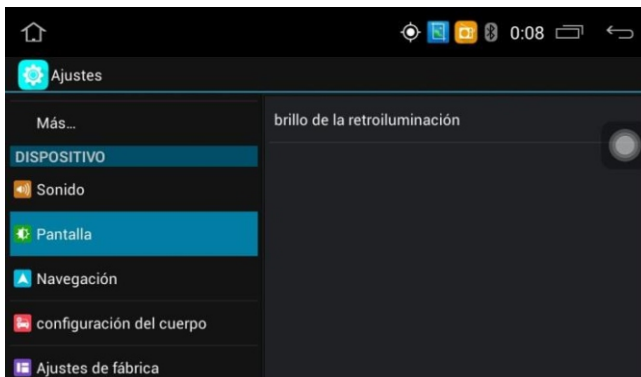 0:08
Ajustes
Más...
brillo de la retroiluminación
DISPOSITIVO
Sonido
Pantalla
Navegación
configuración del cuerpo
Ajustes de fábrica